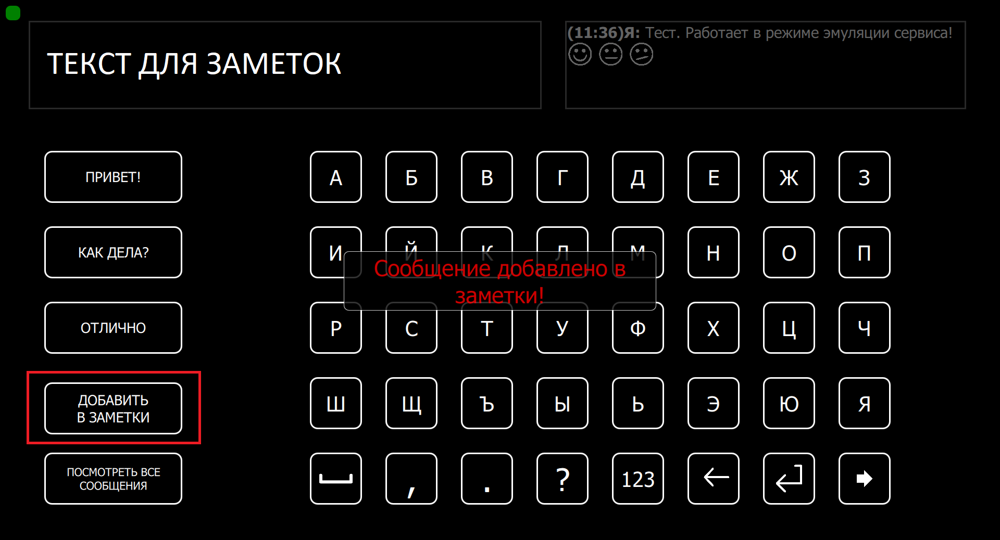 ТЕКСТ ДЛЯ ЗАМЕТОК
(11:36)Я: Тест. Работает в режиме эмуляции сервиса!
ПРИВЕТ!
А Б В Г Д Е Ж З
КАК ДЕЛА?
И Й К Л М Н О П
Сообщение добавлено в
заметки!
ОТЛИЧНО
Р С Т У Ф Х Ц Ч
ДОБАВИТЬ
В ЗАМЕТКИ
Ш Щ Ъ Ы Ь Э Ю Я
ПОСМОТРЕТЬ ВСЕ
СООБЩЕНИЯ
, . ? 123